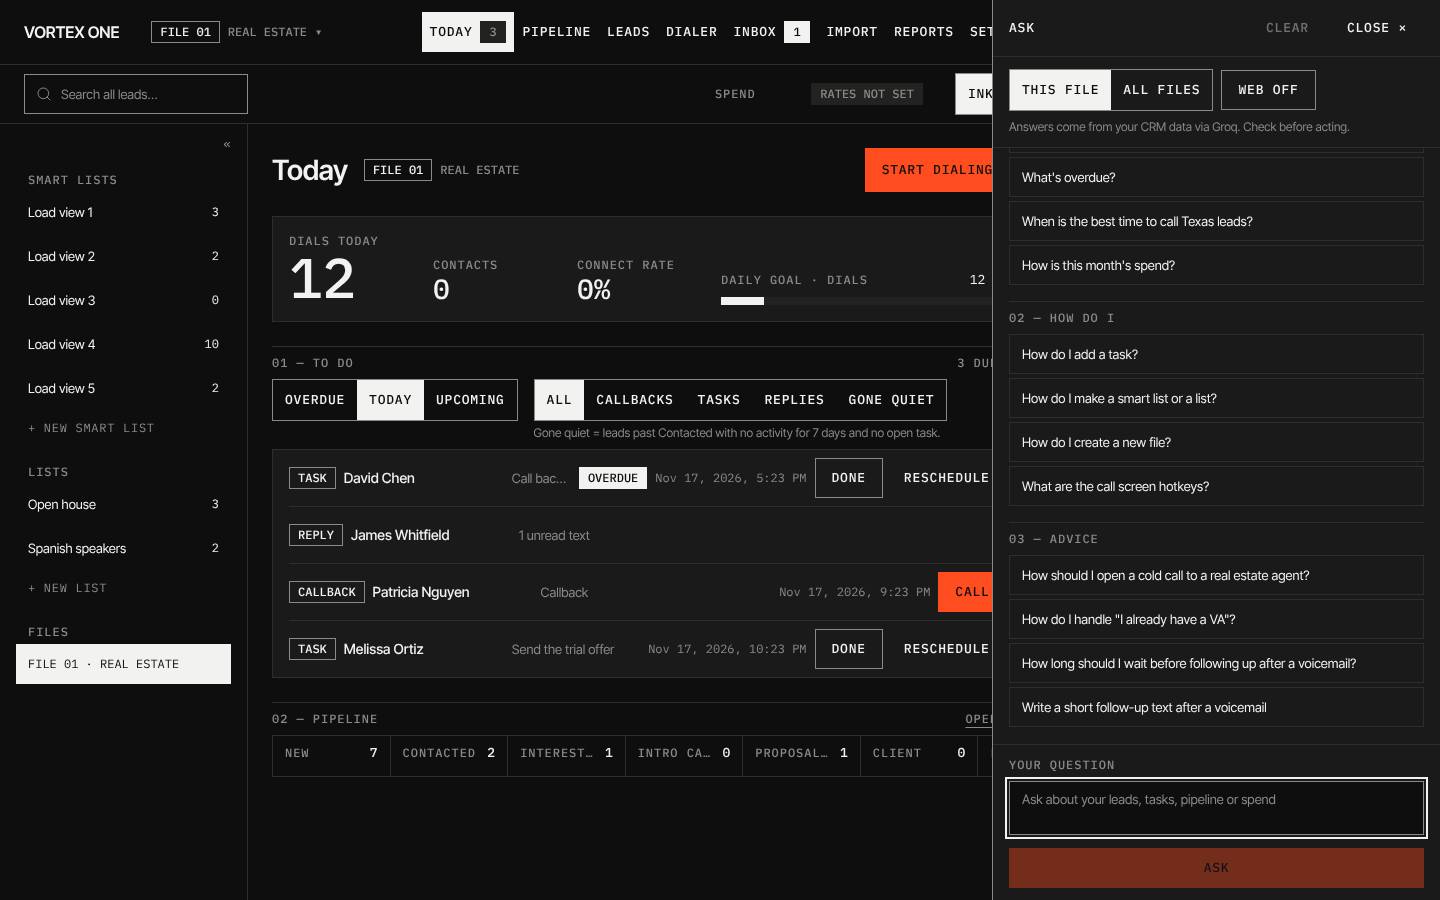 VORTEX ONE
FILE 01 REAL ESTATE ▾
TODAY 3 PIPELINE LEADS DIALER INBOX 1 IMPORT REPORTS SET
Search all leads...
SPEND RATES NOT SET INK
«
SMART LISTS
Load view 1 3
Load view 2 2
Load view 3 0
Load view 4 10
Load view 5 2
+ NEW SMART LIST
LISTS
Open house 3
Spanish speakers 2
+ NEW LIST
FILES
FILE 01 · REAL ESTATE
Today FILE 01 REAL ESTATE
START DIALING
DIALS TODAY
12
CONTACTS
0
CONNECT RATE
0%
DAILY GOAL · DIALS 12
01 — TO DO 3 DU
OVERDUE TODAY UPCOMING
ALL CALLBACKS TASKS REPLIES GONE QUIET
Gone quiet = leads past Contacted with no activity for 7 days and no open task.
TASK David Chen Call bac... OVERDUE Nov 17, 2026, 5:23 PM DONE RESCHEDULE
REPLY James Whitfield 1 unread text
CALLBACK Patricia Nguyen Callback Nov 17, 2026, 9:23 PM CALL
TASK Melissa Ortiz Send the trial offer Nov 17, 2026, 10:23 PM DONE RESCHEDULE
02 — PIPELINE OPE
NEW 7 CONTACTED 2 INTEREST… 1 INTRO CA… 0 PROPOSAL… 1 CLIENT 0
ASK CLEAR CLOSE ×
THIS FILE ALL FILES WEB OFF
Answers come from your CRM data via Groq. Check before acting.
What's overdue?
When is the best time to call Texas leads?
How is this month's spend?
02 — HOW DO I
How do I add a task?
How do I make a smart list or a list?
How do I create a new file?
What are the call screen hotkeys?
03 — ADVICE
How should I open a cold call to a real estate agent?
How do I handle "I already have a VA"?
How long should I wait before following up after a voicemail?
Write a short follow-up text after a voicemail
YOUR QUESTION
Ask about your leads, tasks, pipeline or spend
ASK